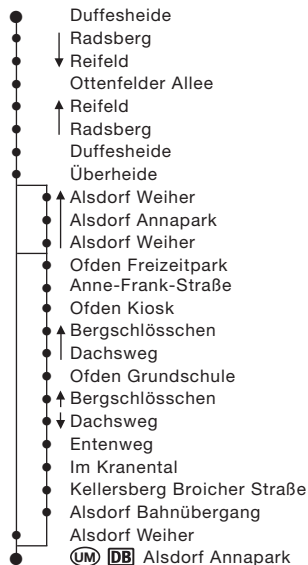 Duffesheide
Radsberg
Reifeld
Ottenfelder Allee
Reifeld
Radsberg
Duffesheide
Überheide
Alsdorf Weiher
Alsdorf Annapark
Alsdorf Weiher
Ofden Freizeitpark
Anne-Frank-Straße
Ofden Kiosk
Bergschlösschen
Dachsweg
Ofden Grundschule
Bergschlösschen
Dachsweg
Entenweg
Im Kranental
Kellersberg Broicher Straße
Alsdorf Bahnübergang
Alsdorf Weiher
UM DB Alsdorf Annapark